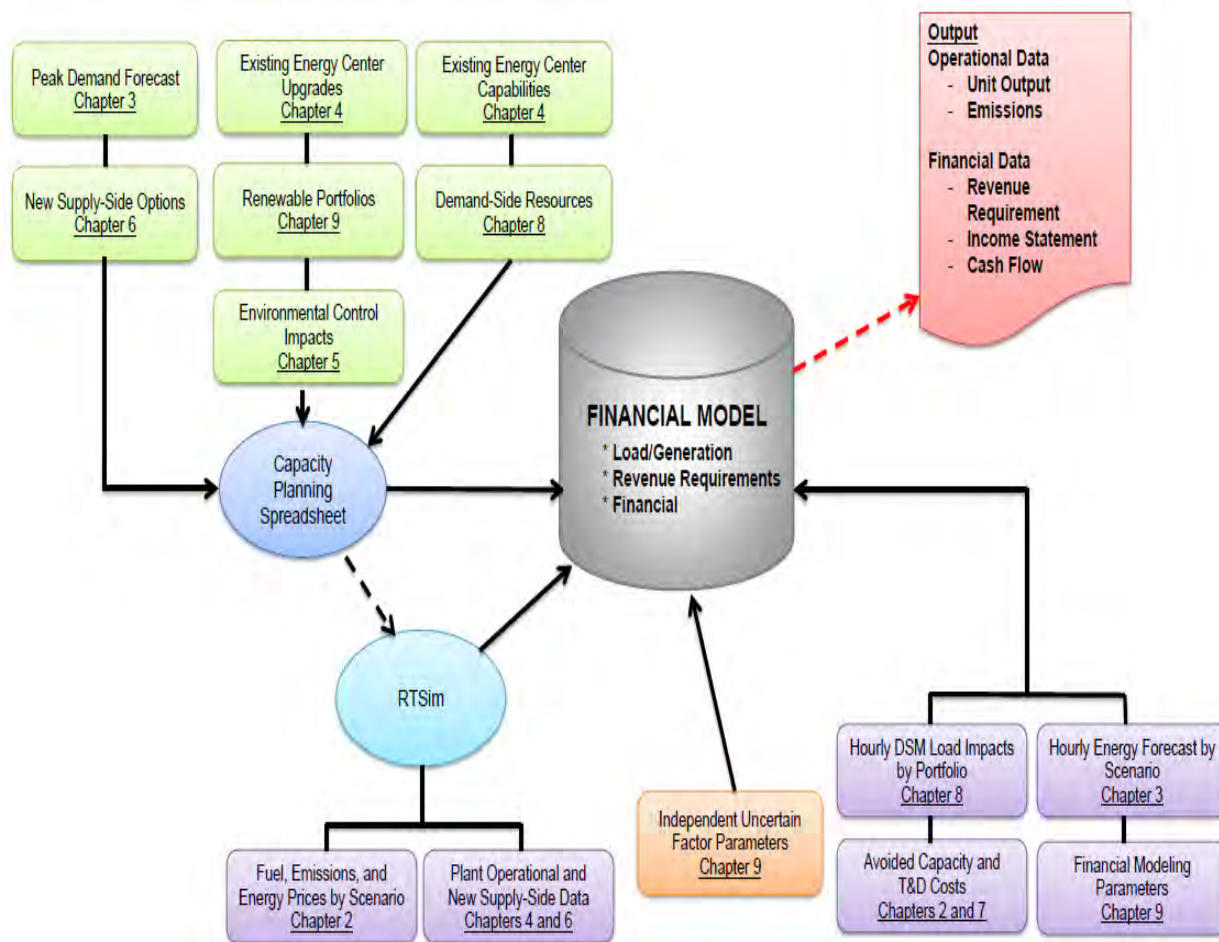 Peak Demand Forecast
Chapter 3
Existing Energy Center
Upgrades
Chapter 4
Existing Energy Center
Capabilities
Chapter 4
Output
Operational Data
- Unit Output
- Emissions
Financial Data
- Revenue
Requirement
- Income Statement
- Cash Flow
New Supply-Side Options
Chapter 6
Renewable Portfolios
Chapter 9
Demand-Side Resources
Chapter 8
Environmental Control
Impacts
Chapter 5
Capacity
Planning
Spreadsheet
FINANCIAL MODEL
* Load/Generation
* Revenue Requirements
* Financial
RTSim
Fuel, Emissions, and
Energy Prices by Scenario
Chapter 2
Plant Operational and
New Supply-Side Data
Chapters 4 and 6
Independent Uncertain
Factor Parameters
Chapter 9
Hourly DSM Load Impacts
by Portfolio
Chapter 8
Hourly Energy Forecast by
Scenario
Chapter 3
Avoided Capacity and
T&D Costs
Chapters 2 and 7
Financial Modeling
Parameters
Chapter 9